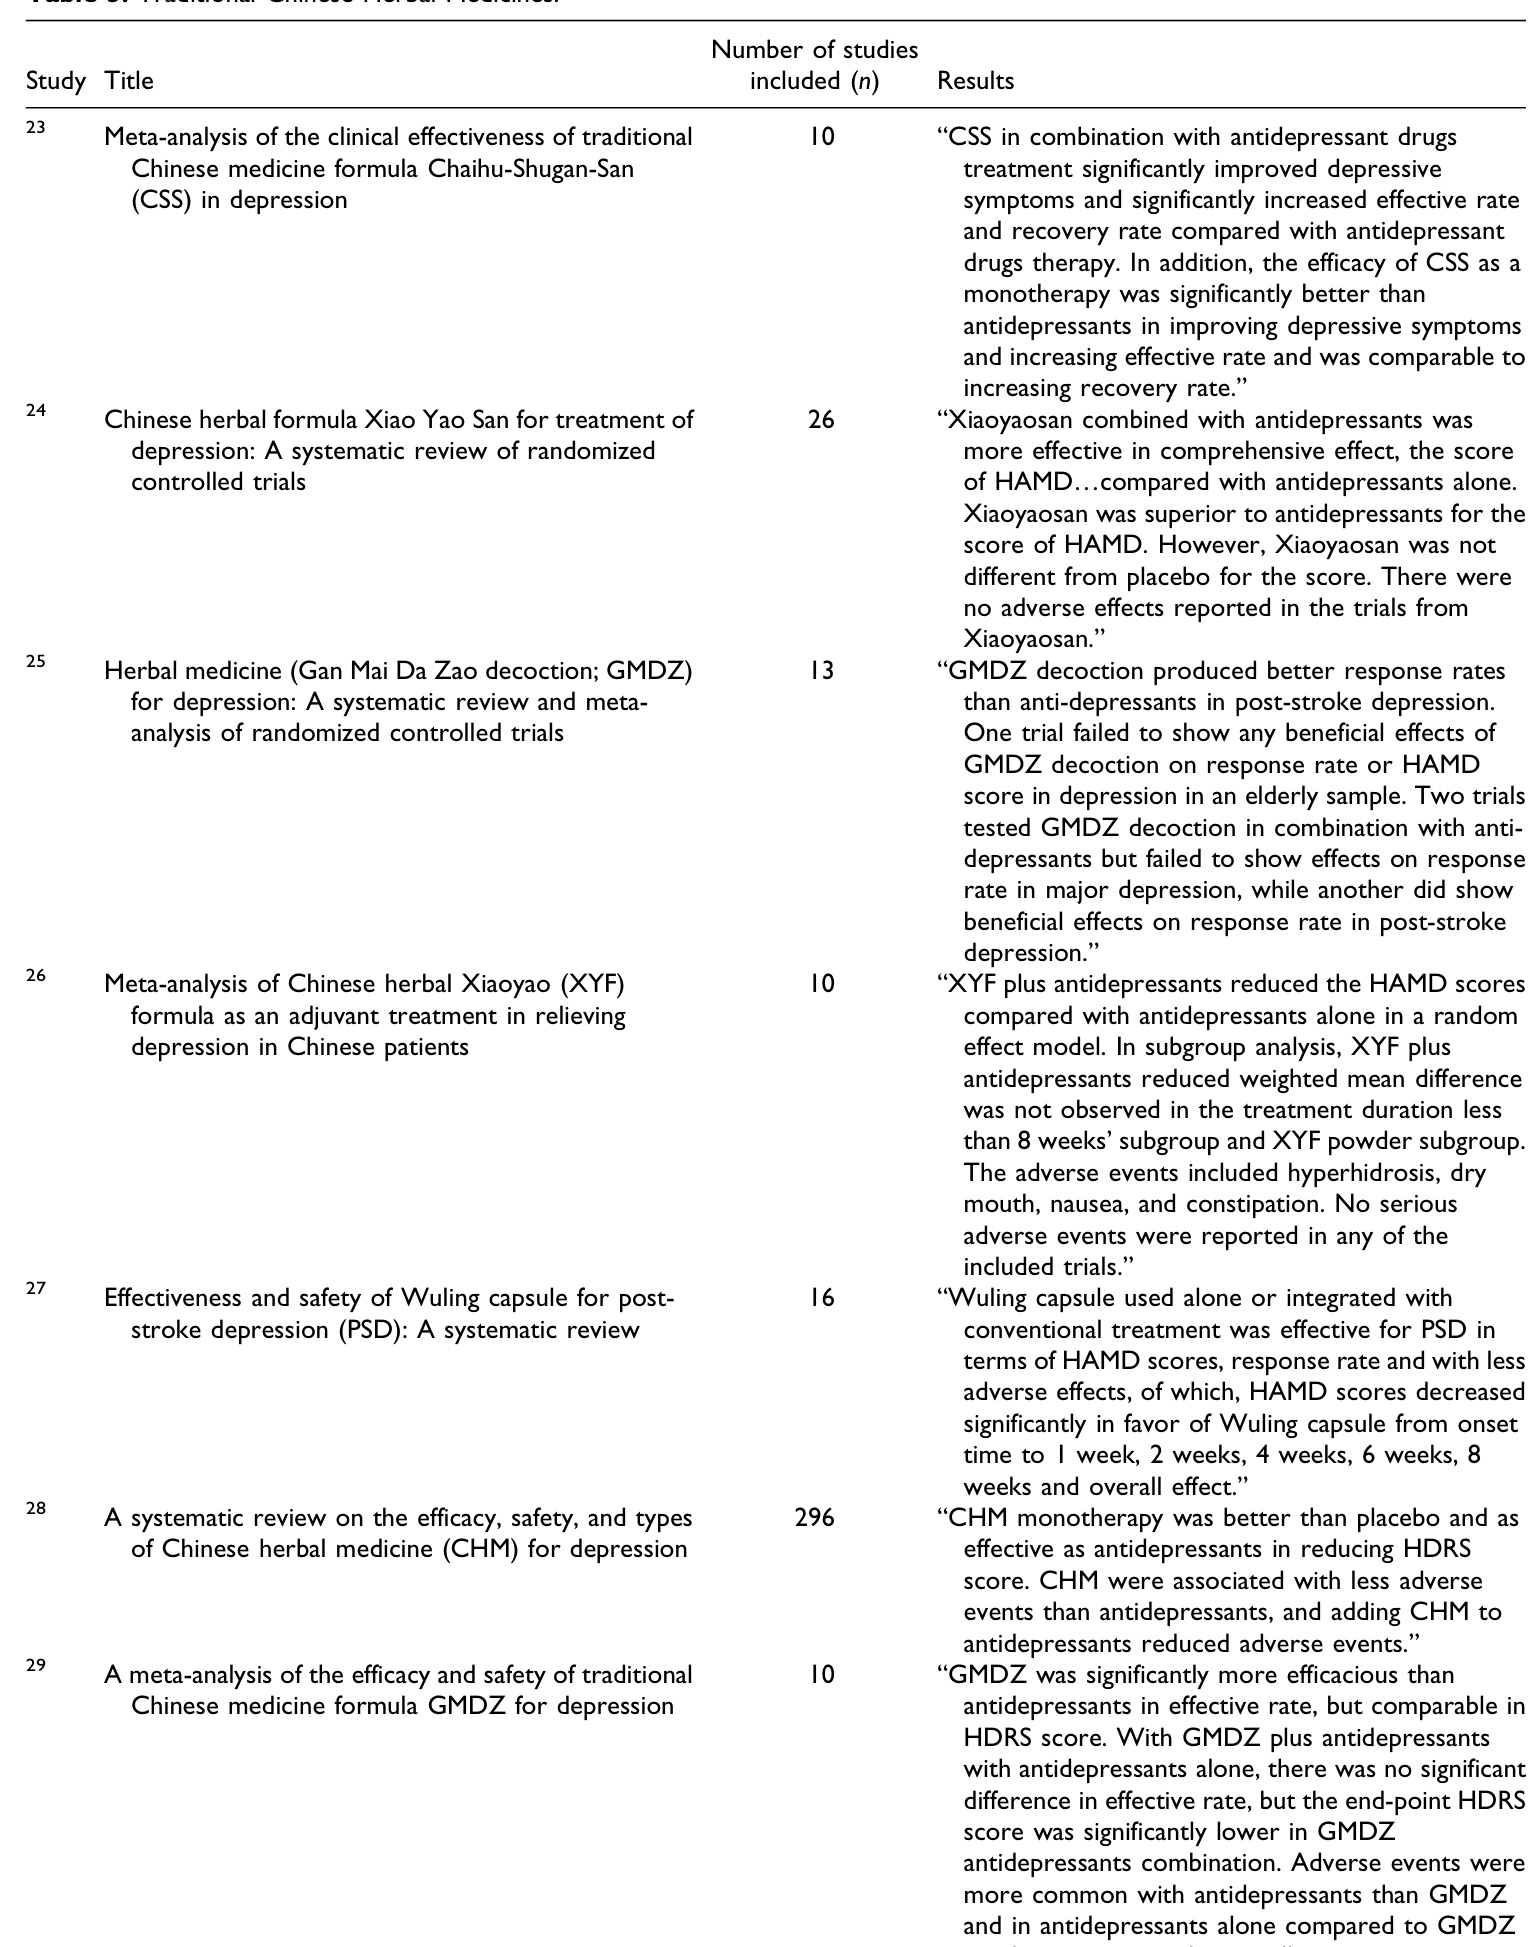 Traditional Chinese Herbal Medicines.
Number of studies
Study Title included (n) Results
23 Meta-analysis of the clinical effectiveness of traditional 10 “CSS in combination with antidepressant drugs
Chinese medicine formula Chaihu-Shugan-San treatment significantly improved depressive
(CSS) in depression symptoms and significantly increased effective rate
and recovery rate compared with antidepressant
drugs therapy. In addition, the efficacy of CSS as a
monotherapy was significantly better than
antidepressants in improving depressive symptoms
and increasing effective rate and was comparable to
increasing recovery rate.”
24 Chinese herbal formula Xiao Yao San for treatment of 26 “Xiaoyaosan combined with antidepressants was
depression: A systematic review of randomized more effective in comprehensive effect, the score
controlled trials of HAMD…compared with antidepressants alone.
Xiaoyaosan was superior to antidepressants for the
score of HAMD. However, Xiaoyaosan was not
different from placebo for the score. There were
no adverse effects reported in the trials from
Xiaoyaosan.”
25 Herbal medicine (Gan Mai Da Zao decoction; GMDZ) 13 “GMDZ decoction produced better response rates
for depression: A systematic review and meta- than anti-depressants in post-stroke depression.
analysis of randomized controlled trials One trial failed to show any beneficial effects of
GMDZ decoction on response rate or HAMD
score in depression in an elderly sample. Two trials
tested GMDZ decoction in combination with anti-
depressants but failed to show effects on response
rate in major depression, while another did show
beneficial effects on response rate in post-stroke
depression.”
26 Meta-analysis of Chinese herbal Xiaoyao (XYF) 10 “XYF plus antidepressants reduced the HAMD scores
formula as an adjuvant treatment in relieving compared with antidepressants alone in a random
depression in Chinese patients effect model. In subgroup analysis, XYF plus
antidepressants reduced weighted mean difference
was not observed in the treatment duration less
than 8 weeks’ subgroup and XYF powder subgroup.
The adverse events included hyperhidrosis, dry
mouth, nausea, and constipation. No serious
adverse events were reported in any of the
included trials.”
27 Effectiveness and safety of Wuling capsule for post- 16 “Wuling capsule used alone or integrated with
stroke depression (PSD): A systematic review conventional treatment was effective for PSD in
terms of HAMD scores, response rate and with less
adverse effects, of which, HAMD scores decreased
significantly in favor of Wuling capsule from onset
time to 1 week, 2 weeks, 4 weeks, 6 weeks, 8
weeks and overall effect.”
28 A systematic review on the efficacy, safety, and types 296 “CHM monotherapy was better than placebo and as
of Chinese herbal medicine (CHM) for depression effective as antidepressants in reducing HDRS
score. CHM were associated with less adverse
events than antidepressants, and adding CHM to
antidepressants reduced adverse events.”
29 A meta-analysis of the efficacy and safety of traditional 10 “GMDZ was significantly more efficacious than
Chinese medicine formula GMDZ for depression antidepressants in effective rate, but comparable in
HDRS score. With GMDZ plus antidepressants
with antidepressants alone, there was no significant
difference in effective rate, but the end-point HDRS
score was significantly lower in GMDZ
antidepressants combination. Adverse events were
more common with antidepressants than GMDZ
and in antidepressants alone compared to GMDZ